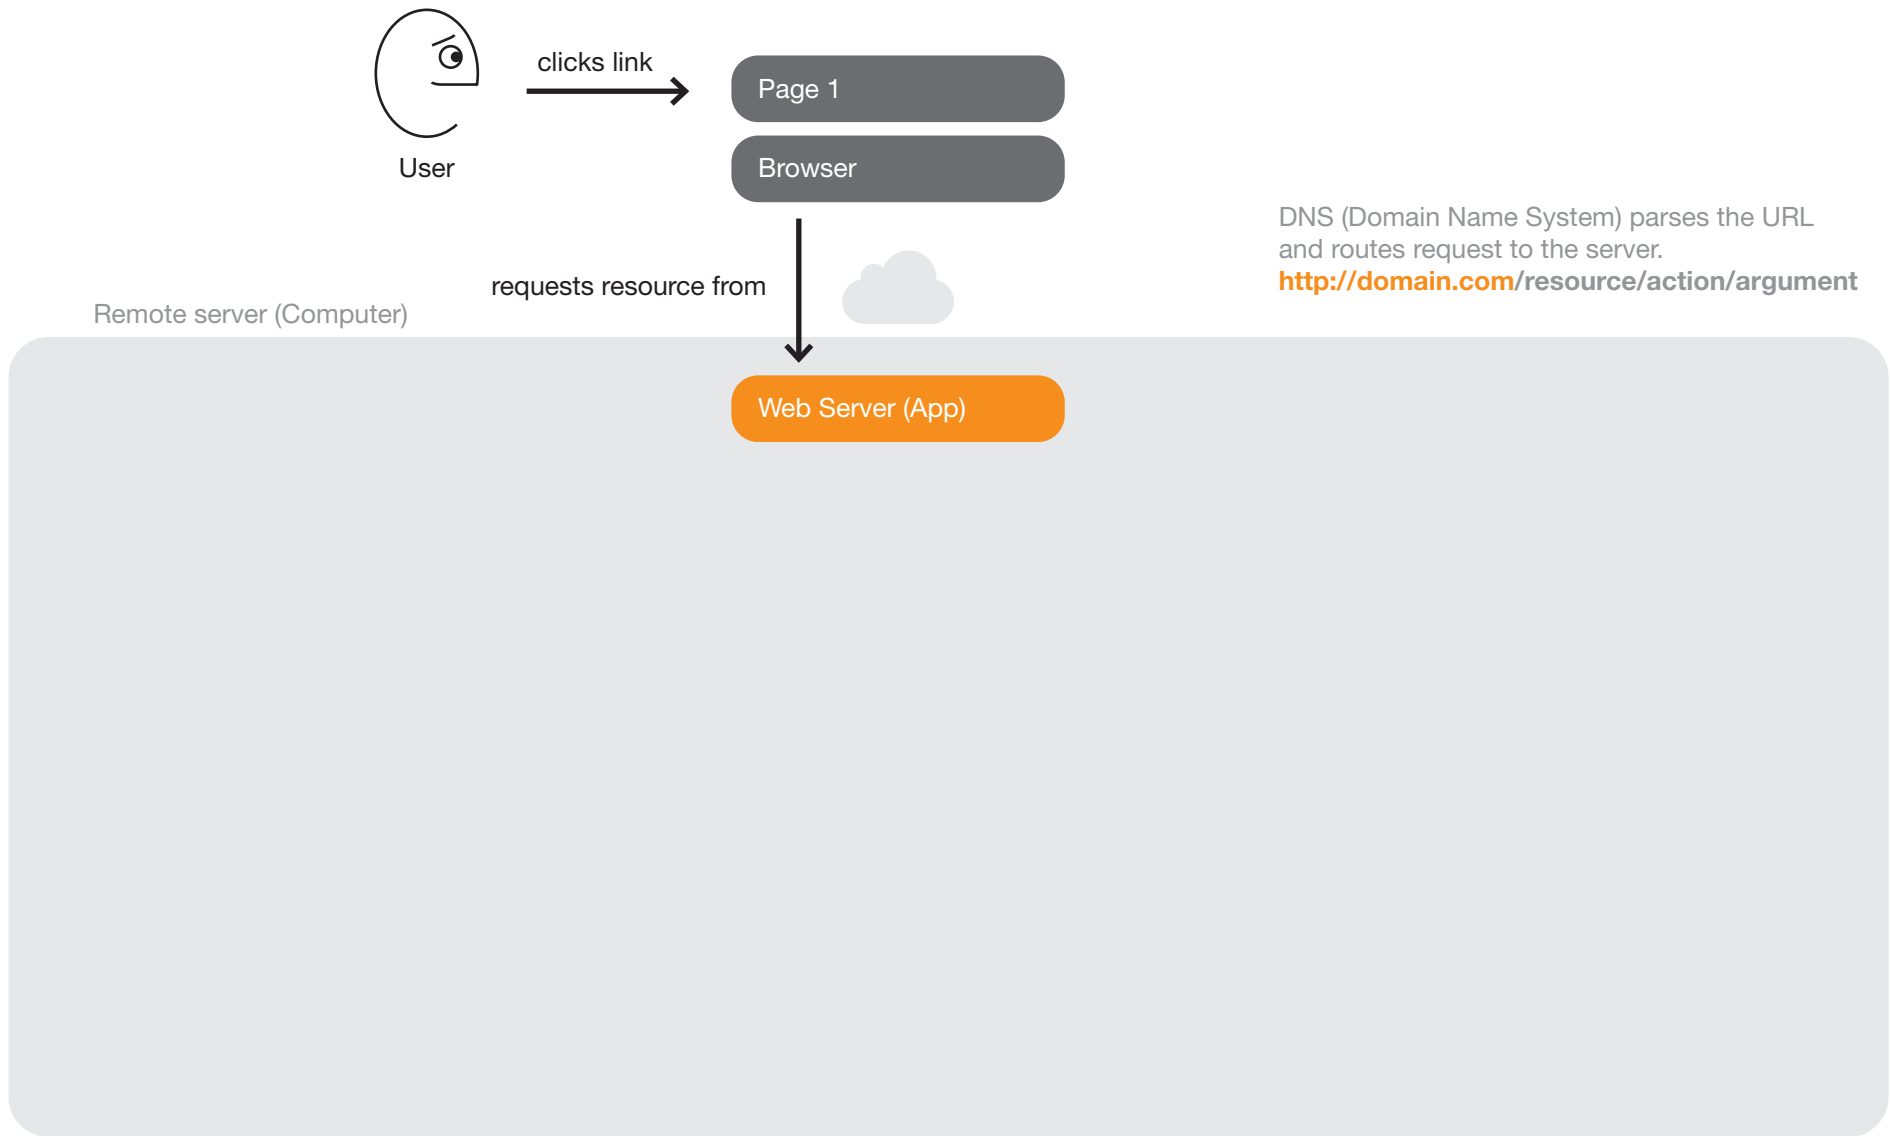 clicks link
Page 1
User
Browser
DNS (Domain Name System) parses the URL
and routes request to the server.
http://domain.com/resource/action/argument
requests resource from
Remote server (Computer)
Web Server (App)